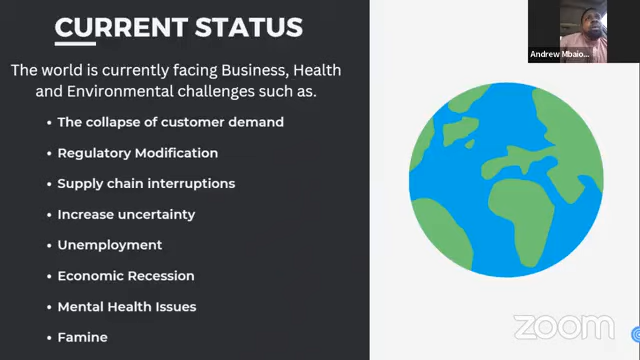 CURRENT STATUS
The world is currently facing Business, Health
and Environmental challenges such as.
• The collapse of customer demand
• Regulatory Modification
• Supply chain interruptions
• Increase uncertainty
• Unemployment
• Economic Recession
• Mental Health Issues
• Famine
Andrew Mbaio...
zoom